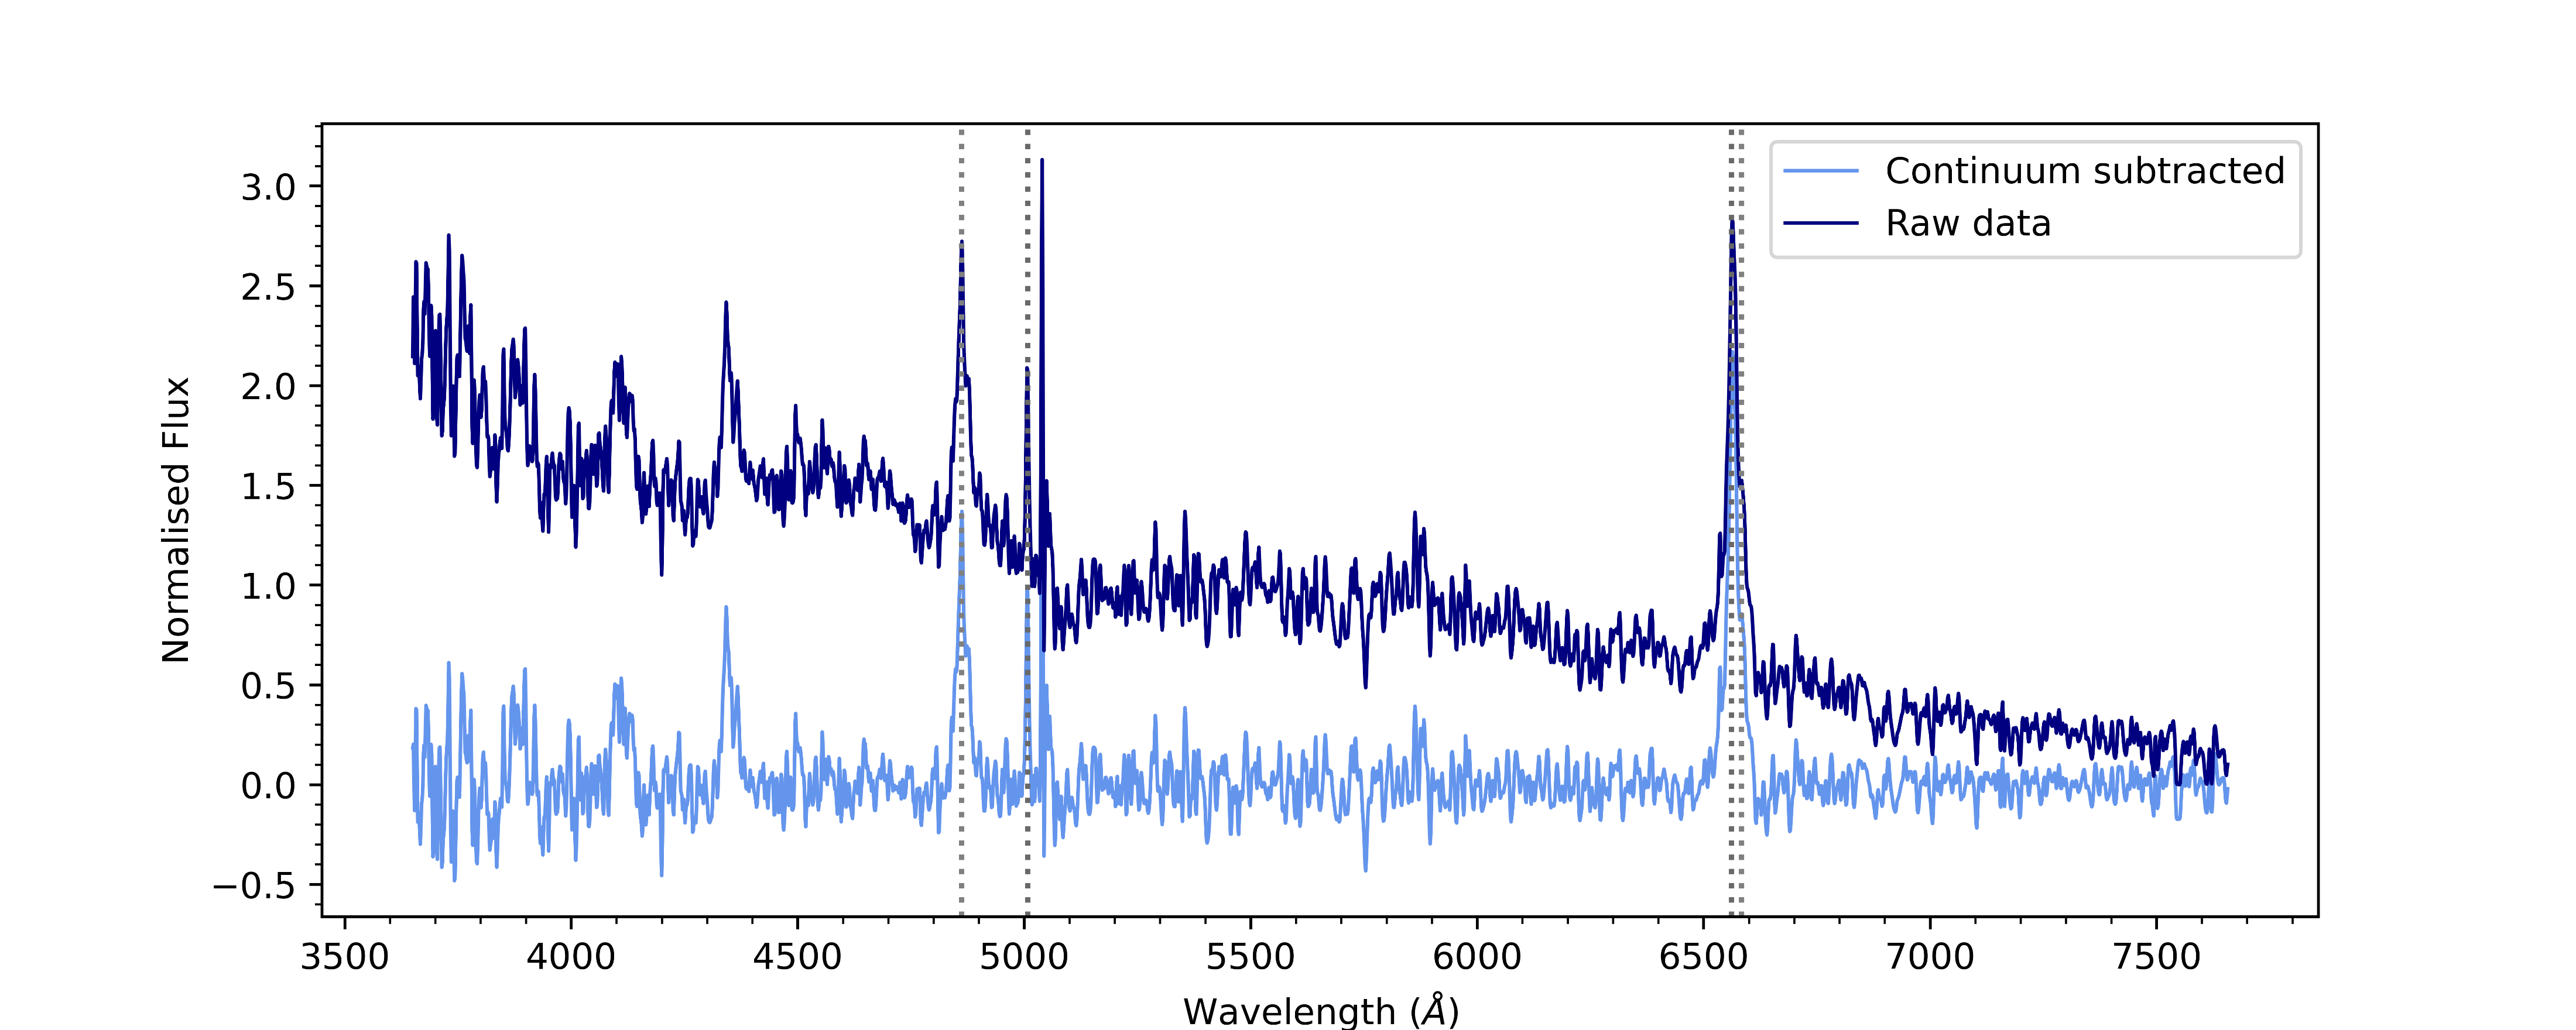 Continuum subtracted
Raw data
Normalised Flux
3.0
2.5
2.0
1.5
1.0
0.5
0.0
−0.5
3500 4000 4500 5000 5500 6000 6500 7000 7500
Wavelength (Å)